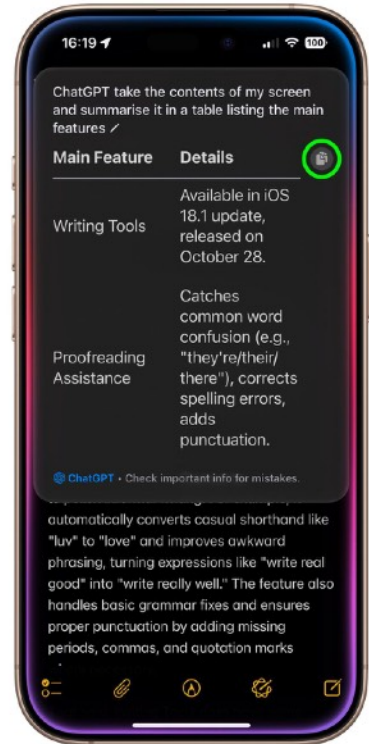 16:19
100
ChatGPT take the contents of my screen
and summarise it in a table listing the main
features
Main Feature Details
Writing Tools
Available in iOS
18.1 update,
released on
October 28.
Proofreading
Assistance
Catches
common word
confusion (e.g.,
"they're/their/
there"), corrects
spelling errors,
adds
punctuation.
ChatGPT • Check important info for mistakes.
automatically converts casual shorthand like
"luv" to "love" and improves awkward
phrasing, turning expressions like "write real
good" into "write really well." The feature also
handles basic grammar fixes and ensures
proper punctuation by adding missing
periods, commas, and quotation marks